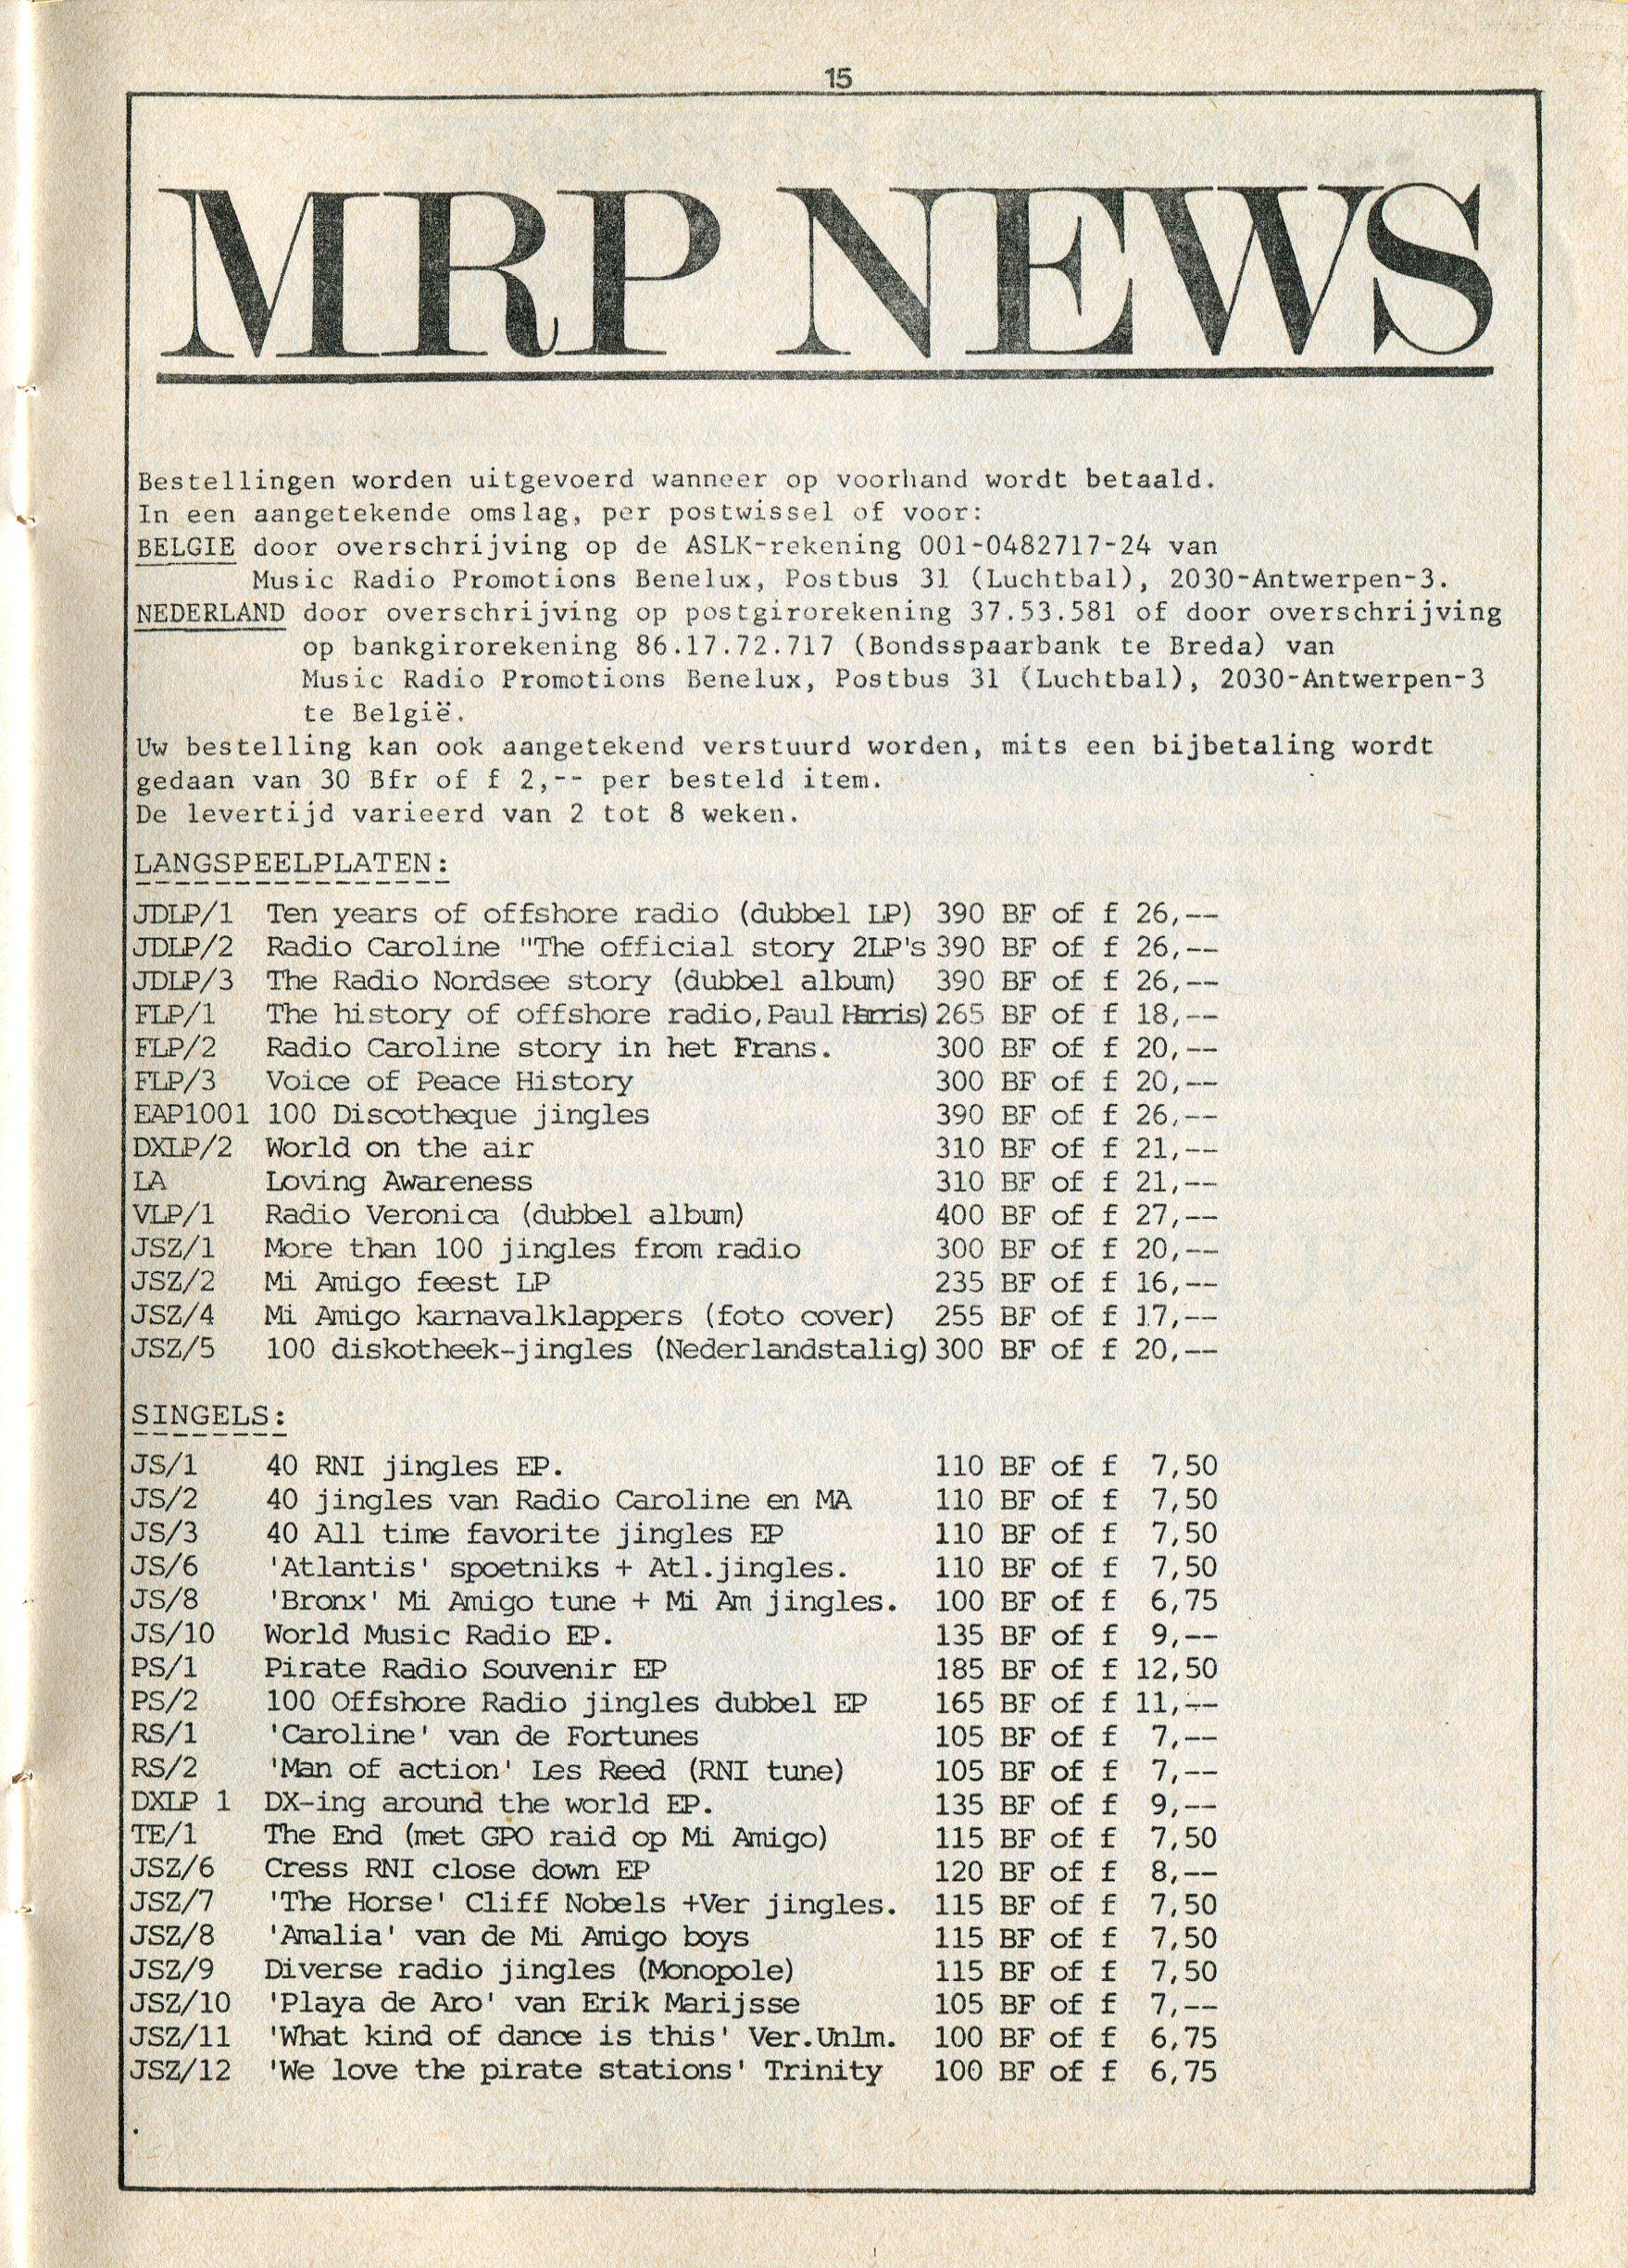 15
MRP NEWS
Bestellingen worden uitgevoerd wanneer op voorhand wordt betaald.
In een aangetekende omslag, per postwissel of voor:
BELGIE door overschrijving op de ASLK-rekening 001-0482717-24 van
Music Radio Promotions Benelux, Postbus 31 (Luchtbal), 2030-Antwerpen-3.
NEDERLAND door overschrijving op postgirorekening 37.53.581 of door overschrijving
op bankgirorekening 86.17.72.717 (Bondsspaarbank te Breda) van
Music Radio Promotions Benelux, Postbus 31 (Luchtbal), 2030-Antwerpen-3
te België.
Uw bestelling kan ook aangetekend verstuurd worden, mits een bijbetaling wordt
gedaan van 30 Bfr of f 2,-- per besteld item.
De levertijd varieerd van 2 tot 8 weken.
LANGSPEELPLATEN:
JDLP/1 Ten years of offshore radio (dubbel LP) 390 BF of f 26,--
JDLP/2 Radio Caroline "The official story 2LP's 390 BF of f 26,--
JDLP/3 The Radio Nordsee story (dubbel album) 390 BF of f 26,--
FLP/1 The history of offshore radio,Paul Harris) 265 BF of f 18,--
FLP/2 Radio Caroline story in het Frans. 300 BF of f 20,--
FLP/3 Voice of Peace History 300 BF of f 20,--
EAP1001 100 Discotheque jingles 390 BF of f 26,--
DXLP/2 World on the air 310 BF of f 21,--
LA Loving Awareness 310 BF of f 21,--
VLP/1 Radio Veronica (dubbel album) 400 BF of f 27,--
JSZ/1 More than 100 jingles from radio 300 BF of f 20,--
JSZ/2 Mi Amigo feest LP 235 BF of f 16,--
JSZ/4 Mi Amigo karnavalklappers (foto cover) 255 BF of f 17,--
JSZ/5 100 diskotheek-jingles (Nederlandstalig) 300 BF of f 20,--
SINGELS:
JS/1 40 RNI jingles EP. 110 BF of f 7,50
JS/2 40 jingles van Radio Caroline en MA 110 BF of f 7,50
JS/3 40 All time favorite jingles EP 110 BF of f 7,50
JS/6 'Atlantis' spoetniks + Atl.jingles. 110 BF of f 7,50
JS/8 'Bronx' Mi Amigo tune + Mi Am jingles. 100 BF of f 6,75
JS/10 World Music Radio EP. 135 BF of f 9,--
PS/1 Pirate Radio Souvenir EP 185 BF of f 12,50
PS/2 100 Offshore Radio jingles dubbel EP 165 BF of f 11,--
RS/1 'Caroline' van de Fortunes 105 BF of f 7,--
RS/2 'Man of action' Les Reed (RNI tune) 105 BF of f 7,--
DXLP 1 DX-ing around the world EP. 135 BF of f 9,--
TE/1 The End (met GPO raid op Mi Amigo) 115 BF of f 7,50
JSZ/6 Cress RNI close down EP 120 BF of f 8,--
JSZ/7 'The Horse' Cliff Nobels +Ver jingles. 115 BF of f 7,50
JSZ/8 'Amalia' van de Mi Amigo boys 115 BF of f 7,50
JSZ/9 Diverse radio jingles (Monopole) 115 BF of f 7,50
JSZ/10 'Playa de Aro' van Erik Marijsse 105 BF of f 7,--
JSZ/11 'What kind of dance is this' Ver.Unlm. 100 BF of f 6,75
JSZ/12 'We love the pirate stations' Trinity 100 BF of f 6,75